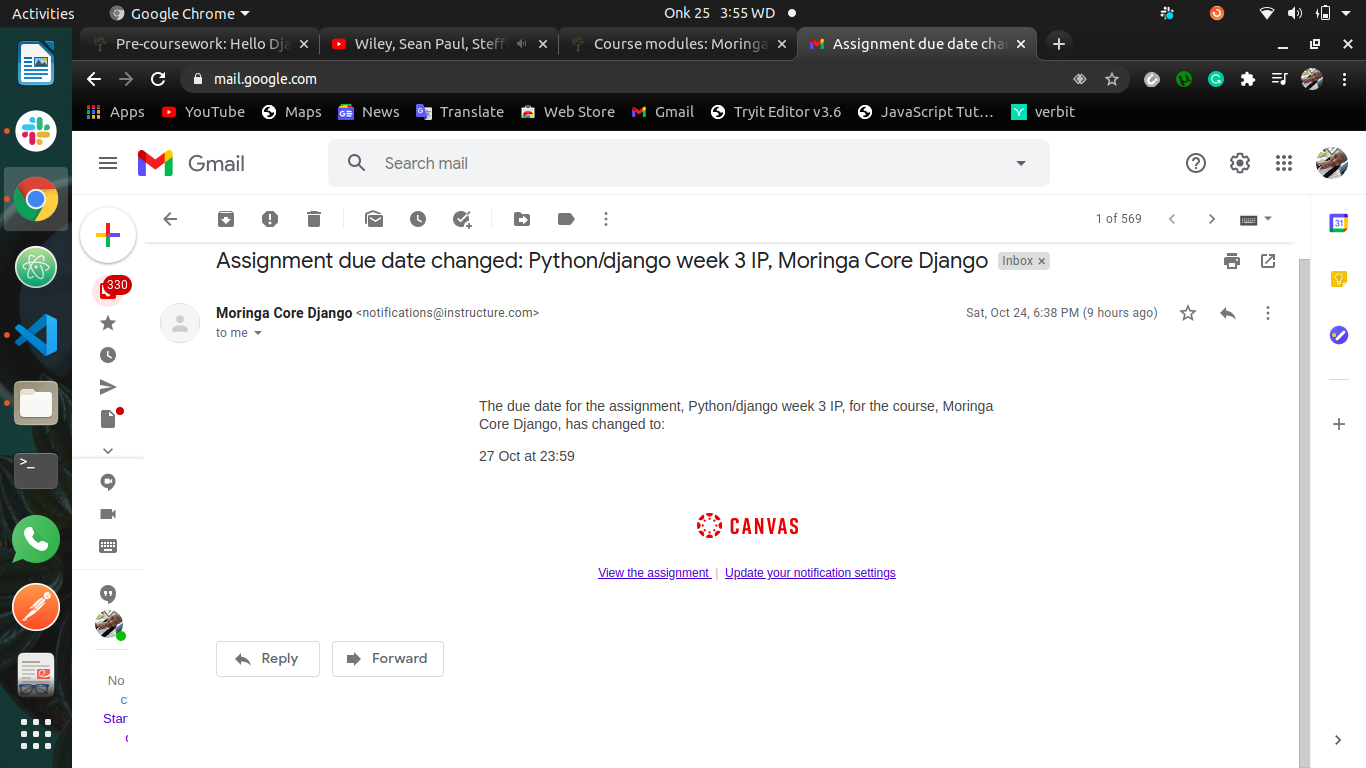 Activities
Google Chrome
Onk 25 3:55 WD
Pre-coursework: Hello Dja
Wiley, Sean Paul, Steff
Course modules: Moringa
Assignment due date cha
mail.google.com
Apps
YouTube
Maps
News
Translate
Web Store
Gmail
Tryit Editor v3.6
JavaScript Tut…
verbit
Gmail
Search mail
1 of 569
31
Assignment due date changed: Python/django week 3 IP, Moringa Core Django
Inbox ×
330
Moringa Core Django <notifications@instructure.com>
Sat, Oct 24, 6:38 PM (9 hours ago)
to me
The due date for the assignment, Python/django week 3 IP, for the course, Moringa
Core Django, has changed to:
27 Oct at 23:59
CANVAS
View the assignment | Update your notification settings
Reply
Forward
No
Star